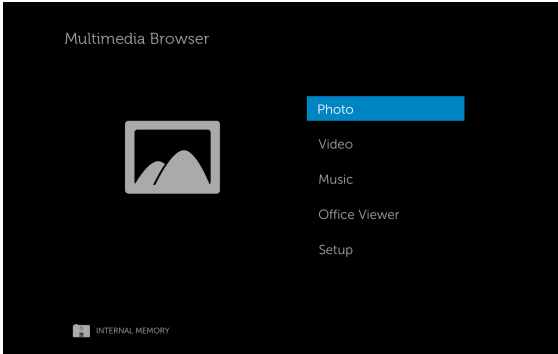 Multimedia Browser
Photo
Video
Music
Office Viewer
Setup
INTERNAL MEMORY